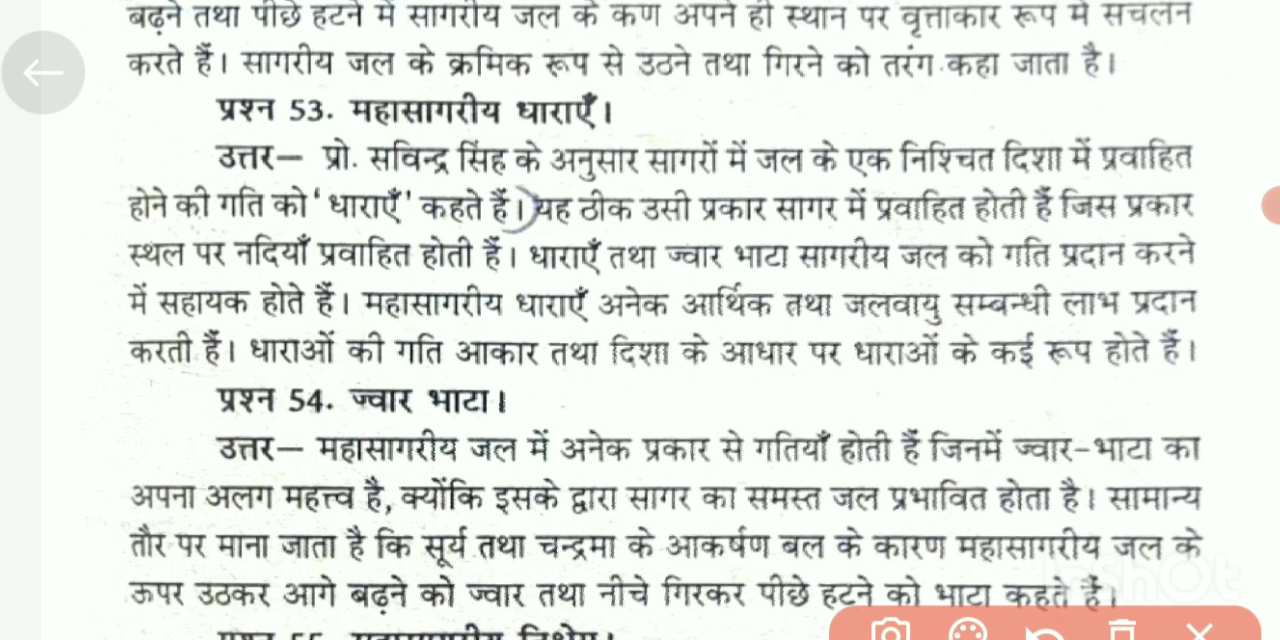 बढ़ने तथा पीछे हटने में सागरीय जल के कण अपने ही स्थान पर वृत्ताकार रूप में संचलन
करते हैं। सागरीय जल के क्रमिक रूप से उठने तथा गिरने को तरंग कहा जाता है।
प्रश्न 53. महासागरीय धाराएँ।
उत्तर— प्रो. सविन्द्र सिंह के अनुसार सागरों में जल के एक निश्चित दिशा में प्रवाहित
होने की गति को 'धाराएँ' कहते हैं। यह ठीक उसी प्रकार सागर में प्रवाहित होती हैं जिस प्रकार
स्थल पर नदियाँ प्रवाहित होती हैं। धाराएँ तथा ज्वार भाटा सागरीय जल को गति प्रदान करने
में सहायक होते हैं। महासागरीय धाराएँ अनेक आर्थिक तथा जलवायु सम्बन्धी लाभ प्रदान
करती हैं। धाराओं की गति आकार तथा दिशा के आधार पर धाराओं के कई रूप होते हैं।
प्रश्न 54. ज्वार भाटा।
उत्तर— महासागरीय जल में अनेक प्रकार से गतियाँ होती हैं जिनमें ज्वार-भाटा का
अपना अलग महत्त्व है, क्योंकि इसके द्वारा सागर का समस्त जल प्रभावित होता है। सामान्य
तौर पर माना जाता है कि सूर्य तथा चन्द्रमा के आकर्षण बल के कारण महासागरीय जल के
ऊपर उठकर आगे बढ़ने को ज्वार तथा नीचे गिरकर पीछे हटने को भाटा कहते हैं।